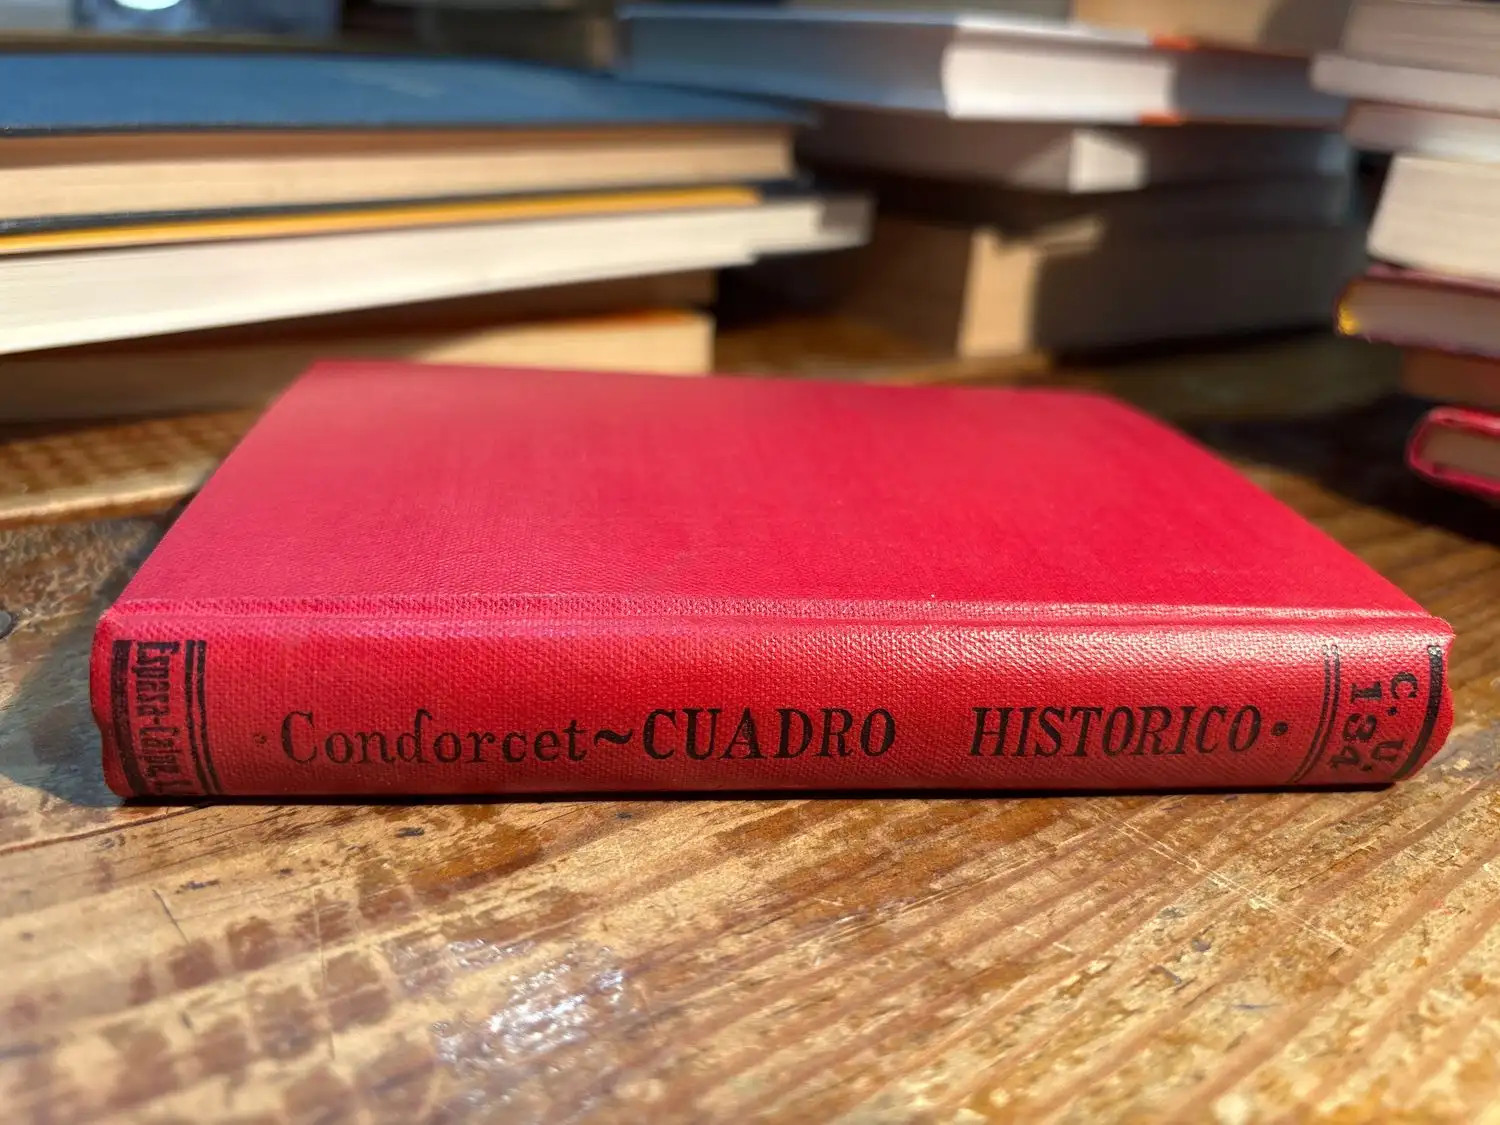 Espasa-Calpe, S.A.
Condorcet~CUADRO HISTORICO•
C. U.
134